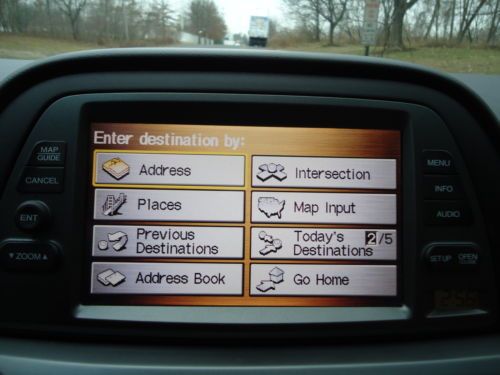 Enter destination by:
Address
Intersection
Places
Map Input
Previous
Destinations
Today's 2/5
Destinations
Address Book
Go Home
MAP
GUIDE
CANCEL
ENT
▼ ZOOM ▲
MENU
INFO
AUDIO
SETUP
OPEN